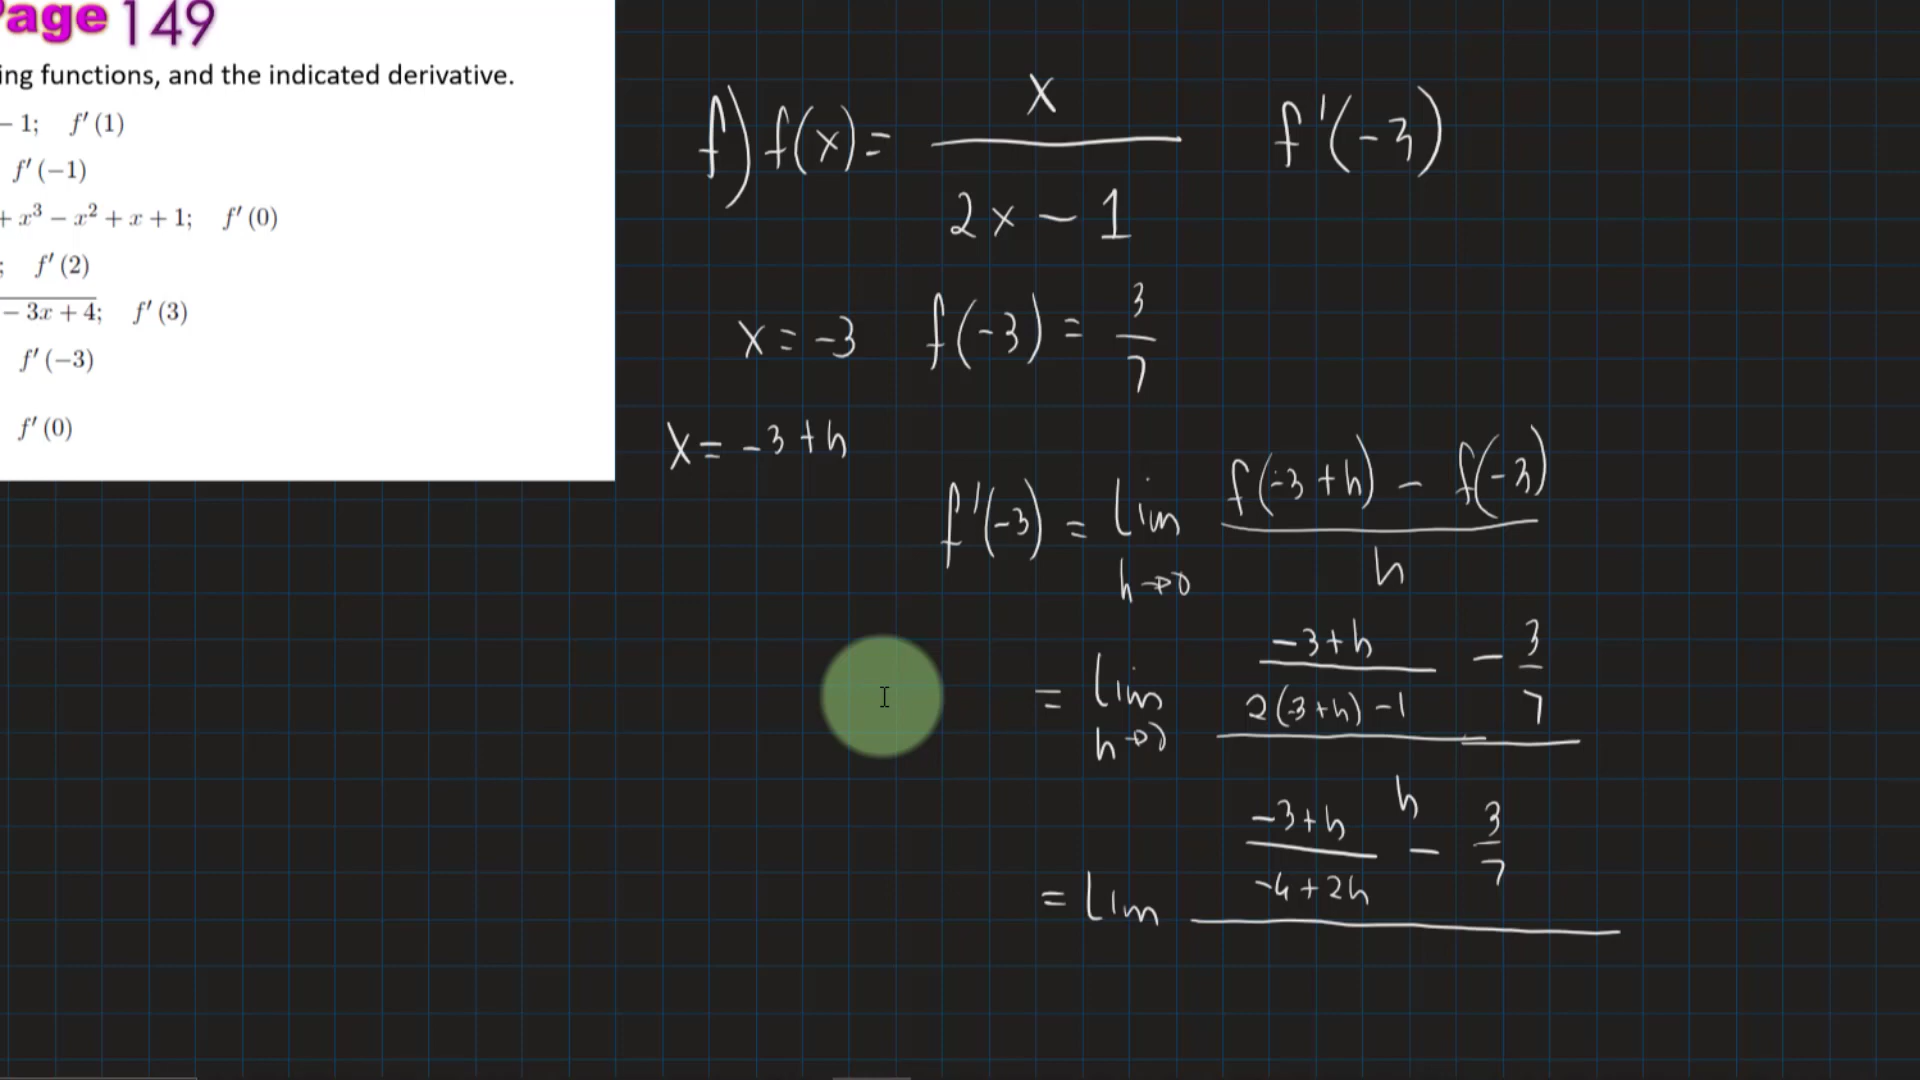 Page 149
ing functions, and the indicated derivative.
– 1; f′(1)
f′(−1)
+ x³ − x² + x + 1; f′(0)
; f′(2)
− 3x + 4; f′(3)
f′(−3)
f′(0)
f) f(x) = x / (2x − 1) f'(−3)
x = −3 f(−3) = 3/7
x = −3 + h
f'(−3) = lim h→0 (f(−3+h) − f(−3)) / h
= lim h→0 ((−3+h) / (2(−3+h) −1) − 3/7) / h
= lim ((−3+h) / (−4+2h) − 3/7)